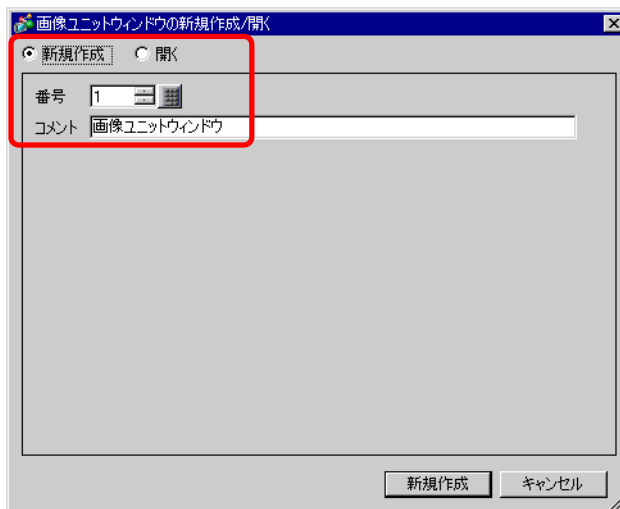 画像ユニットウィンドウの新規作成/開く
新規作成 開く
番号 1
コメント 画像ユニットウィンドウ
新規作成 キャンセル